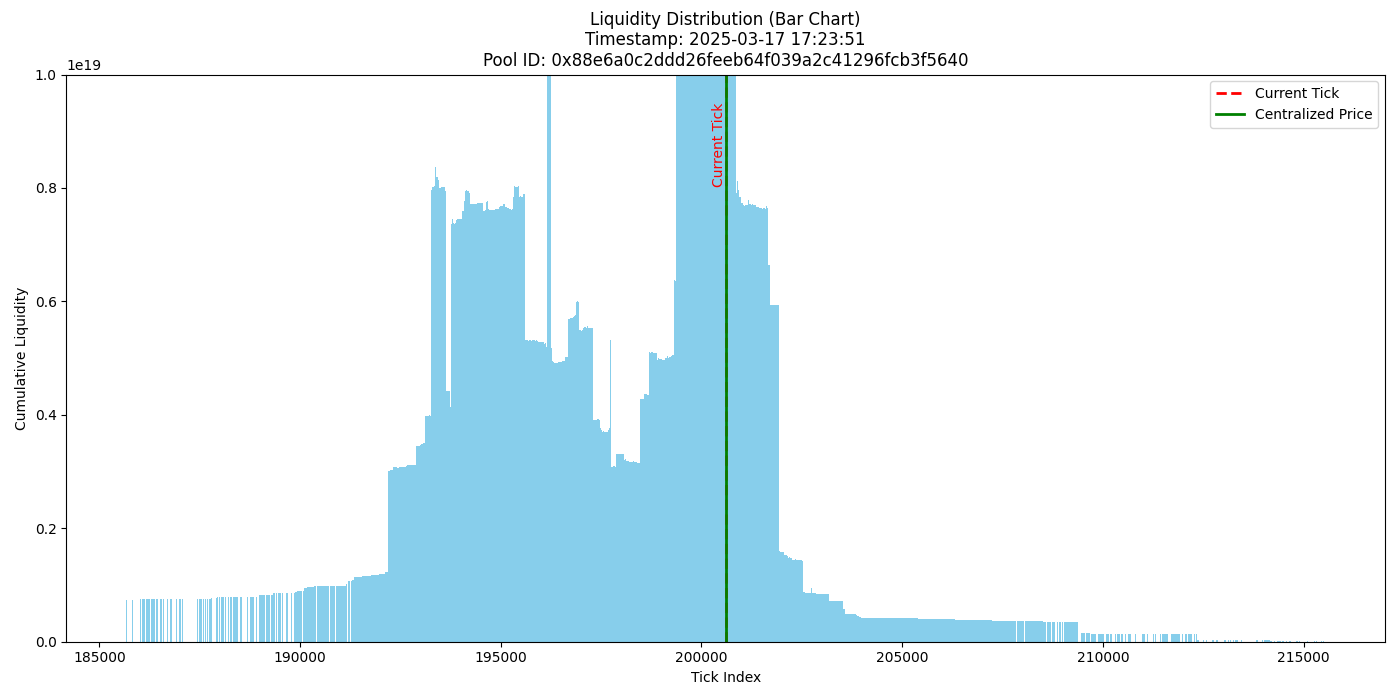 Liquidity Distribution (Bar Chart)
Timestamp: 2025-03-17 17:23:51
Pool ID: 0x88e6a0c2ddd26feeb64f039a2c41296fcb3f5640
1e19
1.0
0.8
0.6
0.4
0.2
0.0
Cumulative Liquidity
Current Tick
Current Tick
Centralized Price
185000 190000 195000 200000 205000 210000 215000
Tick Index